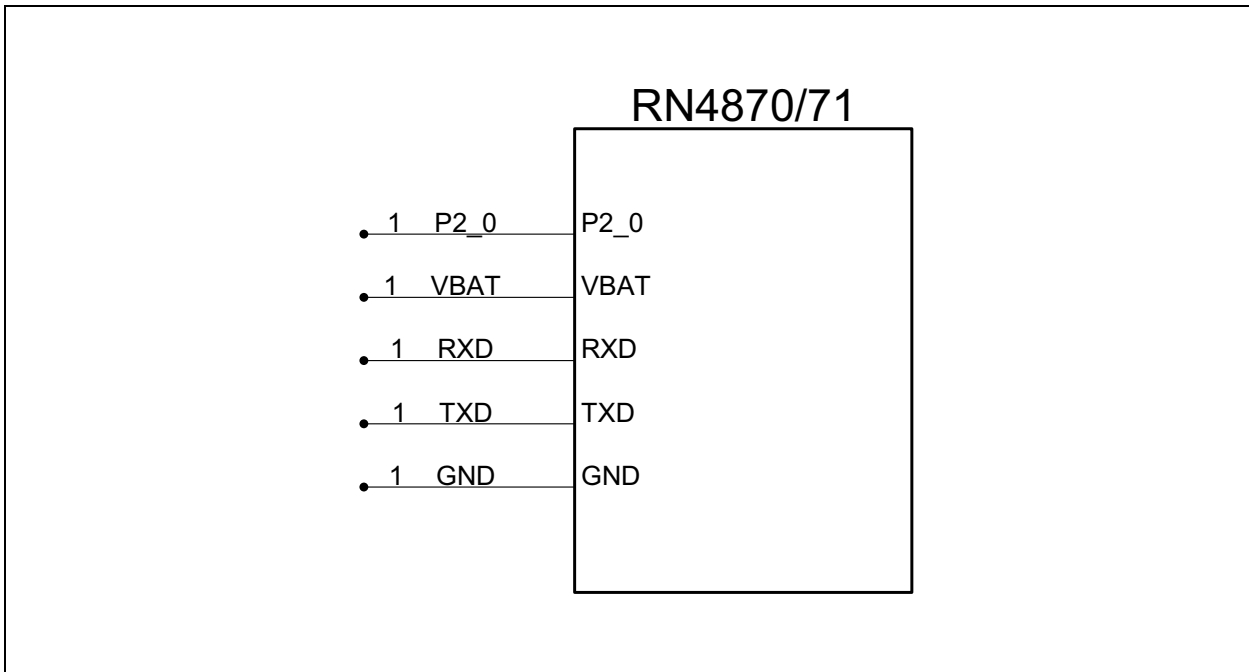 RN4870/71
1 P2_0 P2_0
1 VBAT VBAT
1 RXD RXD
1 TXD TXD
1 GND GND